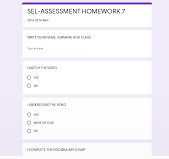 SEL-ASSESSMENT HOMEWORK 7
WRITE YOUR NAME, SURNAME AND CLASS
Your answer
I WATCH THE VIDEO
YES
NO
I UNDERSTAND THE VIDEO
YES
MORE OR LESS
NO
I COMPLETE THE VOCABULARY CHART